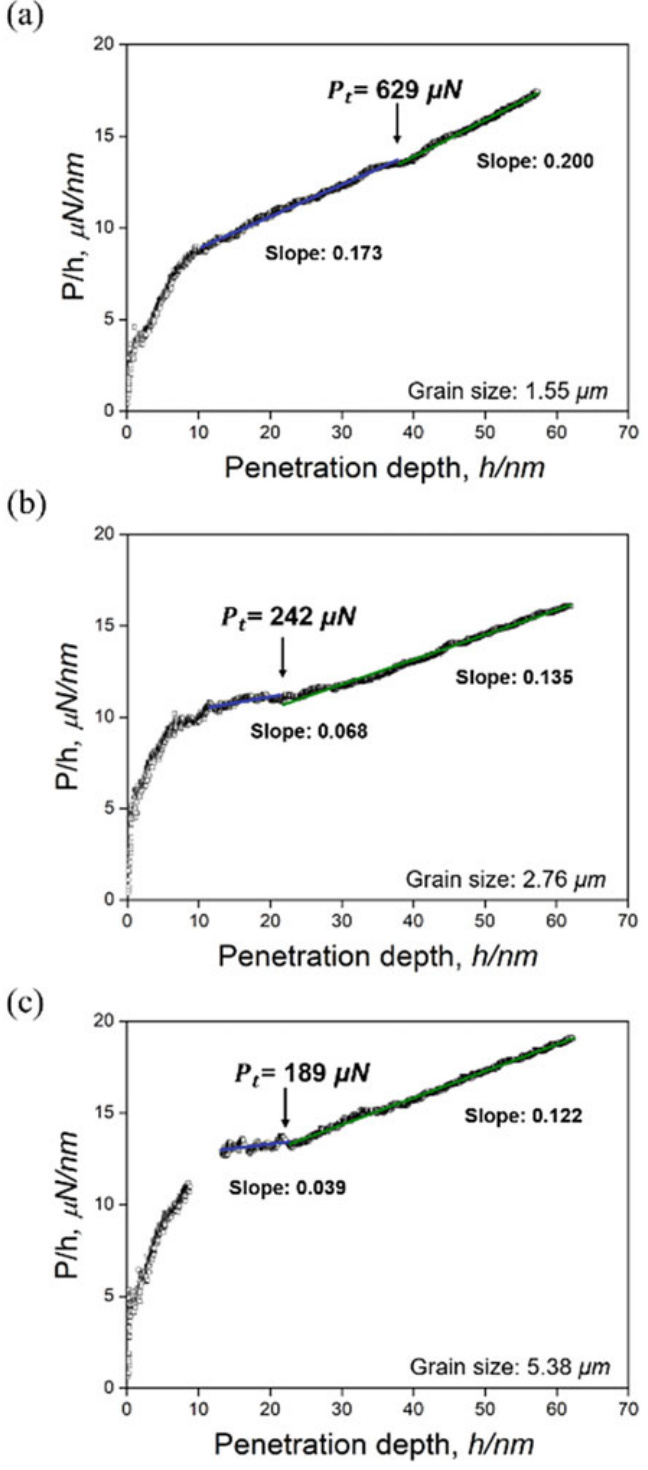 (a)
20
P_t= 629 μN
15
Slope: 0.200
P/h, μN/nm
10
Slope: 0.173
5
Grain size: 1.55 μm
0
0 10 20 30 40 50 60 70
Penetration depth, h/nm
(b)
20
P_t= 242 μN
15
Slope: 0.135
P/h, μN/nm
10
Slope: 0.068
5
Grain size: 2.76 μm
0
0 10 20 30 40 50 60 70
Penetration depth, h/nm
(c)
20
P_t= 189 μN
15
Slope: 0.122
P/h, μN/nm
10
Slope: 0.039
5
Grain size: 5.38 μm
0
0 10 20 30 40 50 60 70
Penetration depth, h/nm